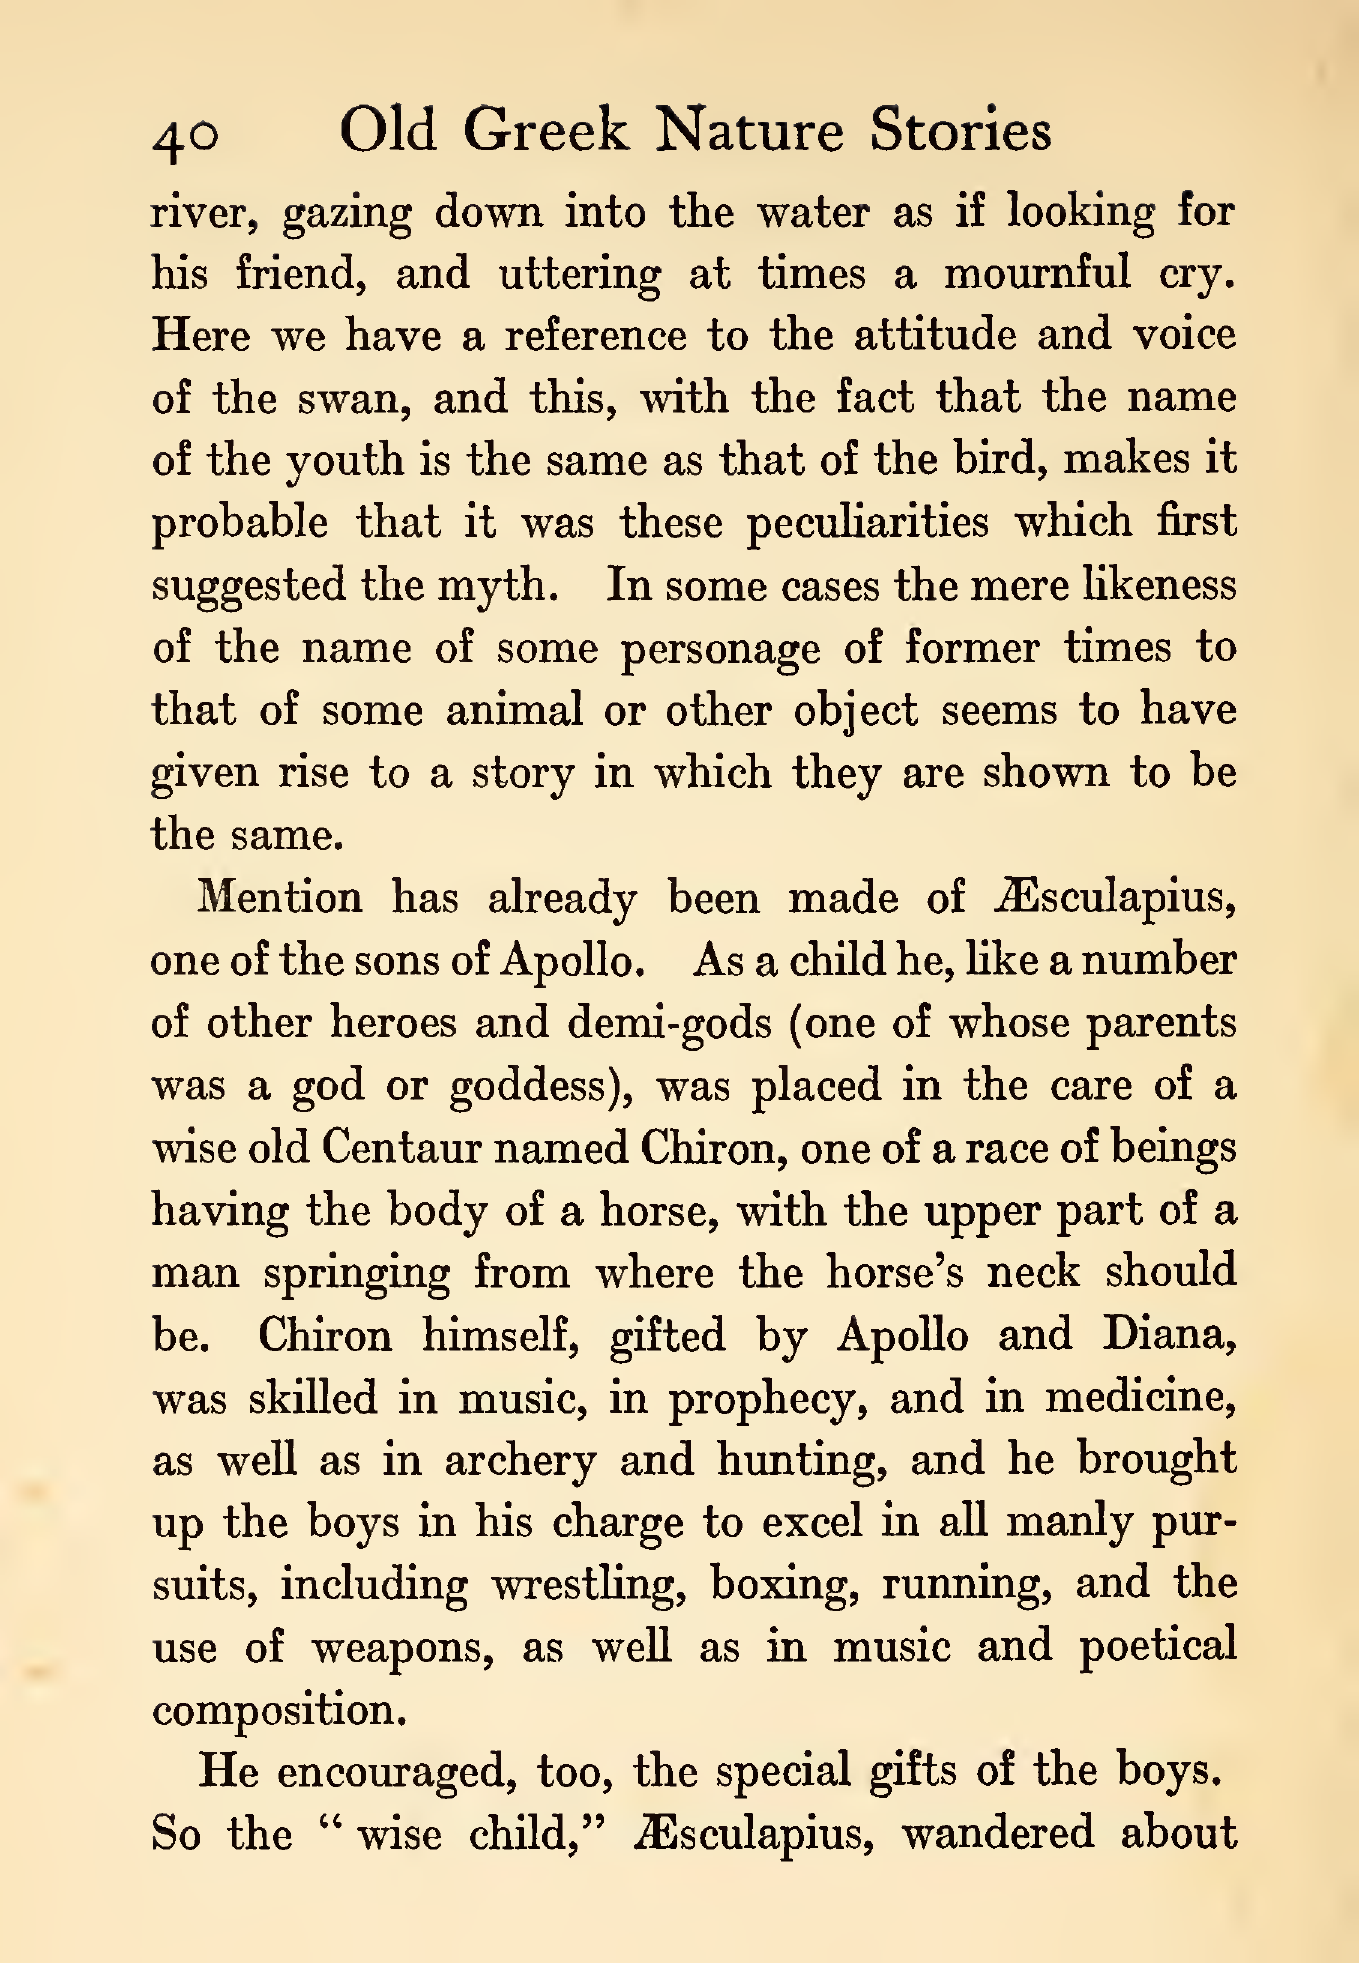 40 Old Greek Nature Stories
river, gazing down into the water as if looking for
his friend, and uttering at times a mournful cry.
Here we have a reference to the attitude and voice
of the swan, and this, with the fact that the name
of the youth is the same as that of the bird, makes it
probable that it was these peculiarities which first
suggested the myth. In some cases the mere likeness
of the name of some personage of former times to
that of some animal or other object seems to have
given rise to a story in which they are shown to be
the same.
Mention has already been made of Æsculapius,
one of the sons of Apollo. As a child he, like a number
of other heroes and demi-gods (one of whose parents
was a god or goddess), was placed in the care of a
wise old Centaur named Chiron, one of a race of beings
having the body of a horse, with the upper part of a
man springing from where the horse’s neck should
be. Chiron himself, gifted by Apollo and Diana,
was skilled in music, in prophecy, and in medicine,
as well as in archery and hunting, and he brought
up the boys in his charge to excel in all manly pur-
suits, including wrestling, boxing, running, and the
use of weapons, as well as in music and poetical
composition.
He encouraged, too, the special gifts of the boys.
So the “ wise child,” Æsculapius, wandered about